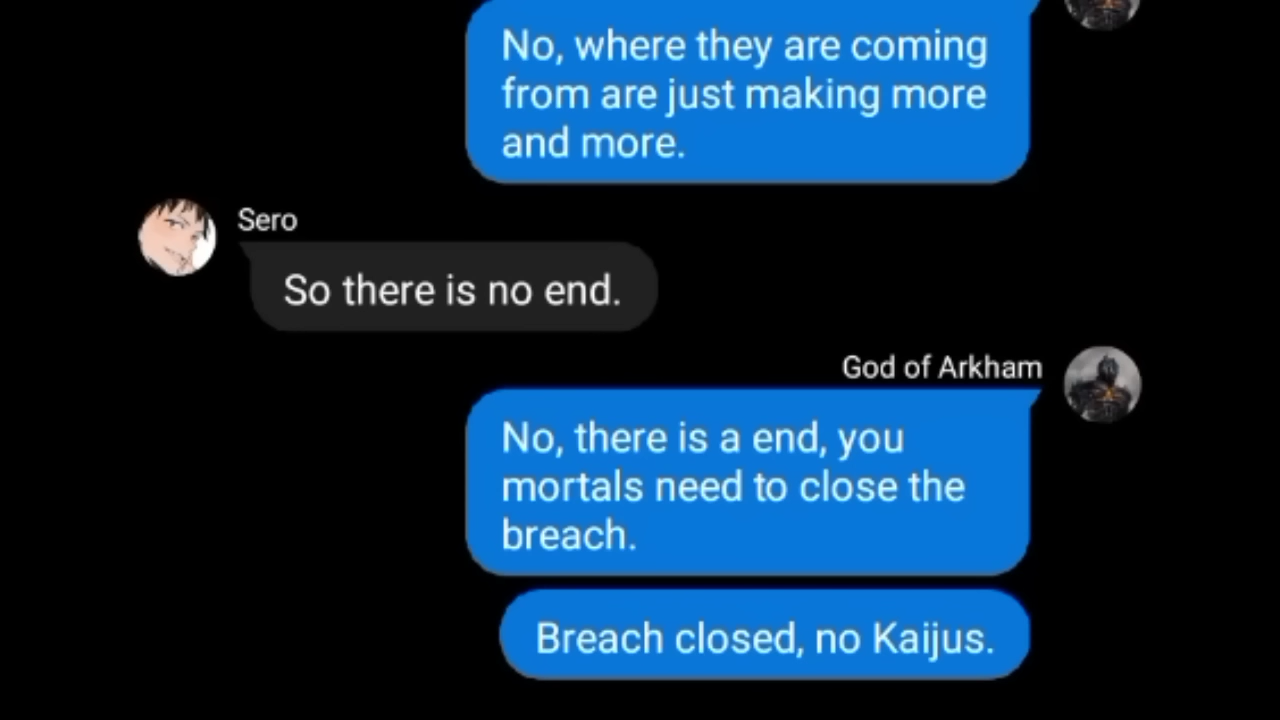 No, where they are coming
from are just making more
and more.
Sero
So there is no end.
God of Arkham
No, there is a end, you
mortals need to close the
breach.
Breach closed, no Kaijus.